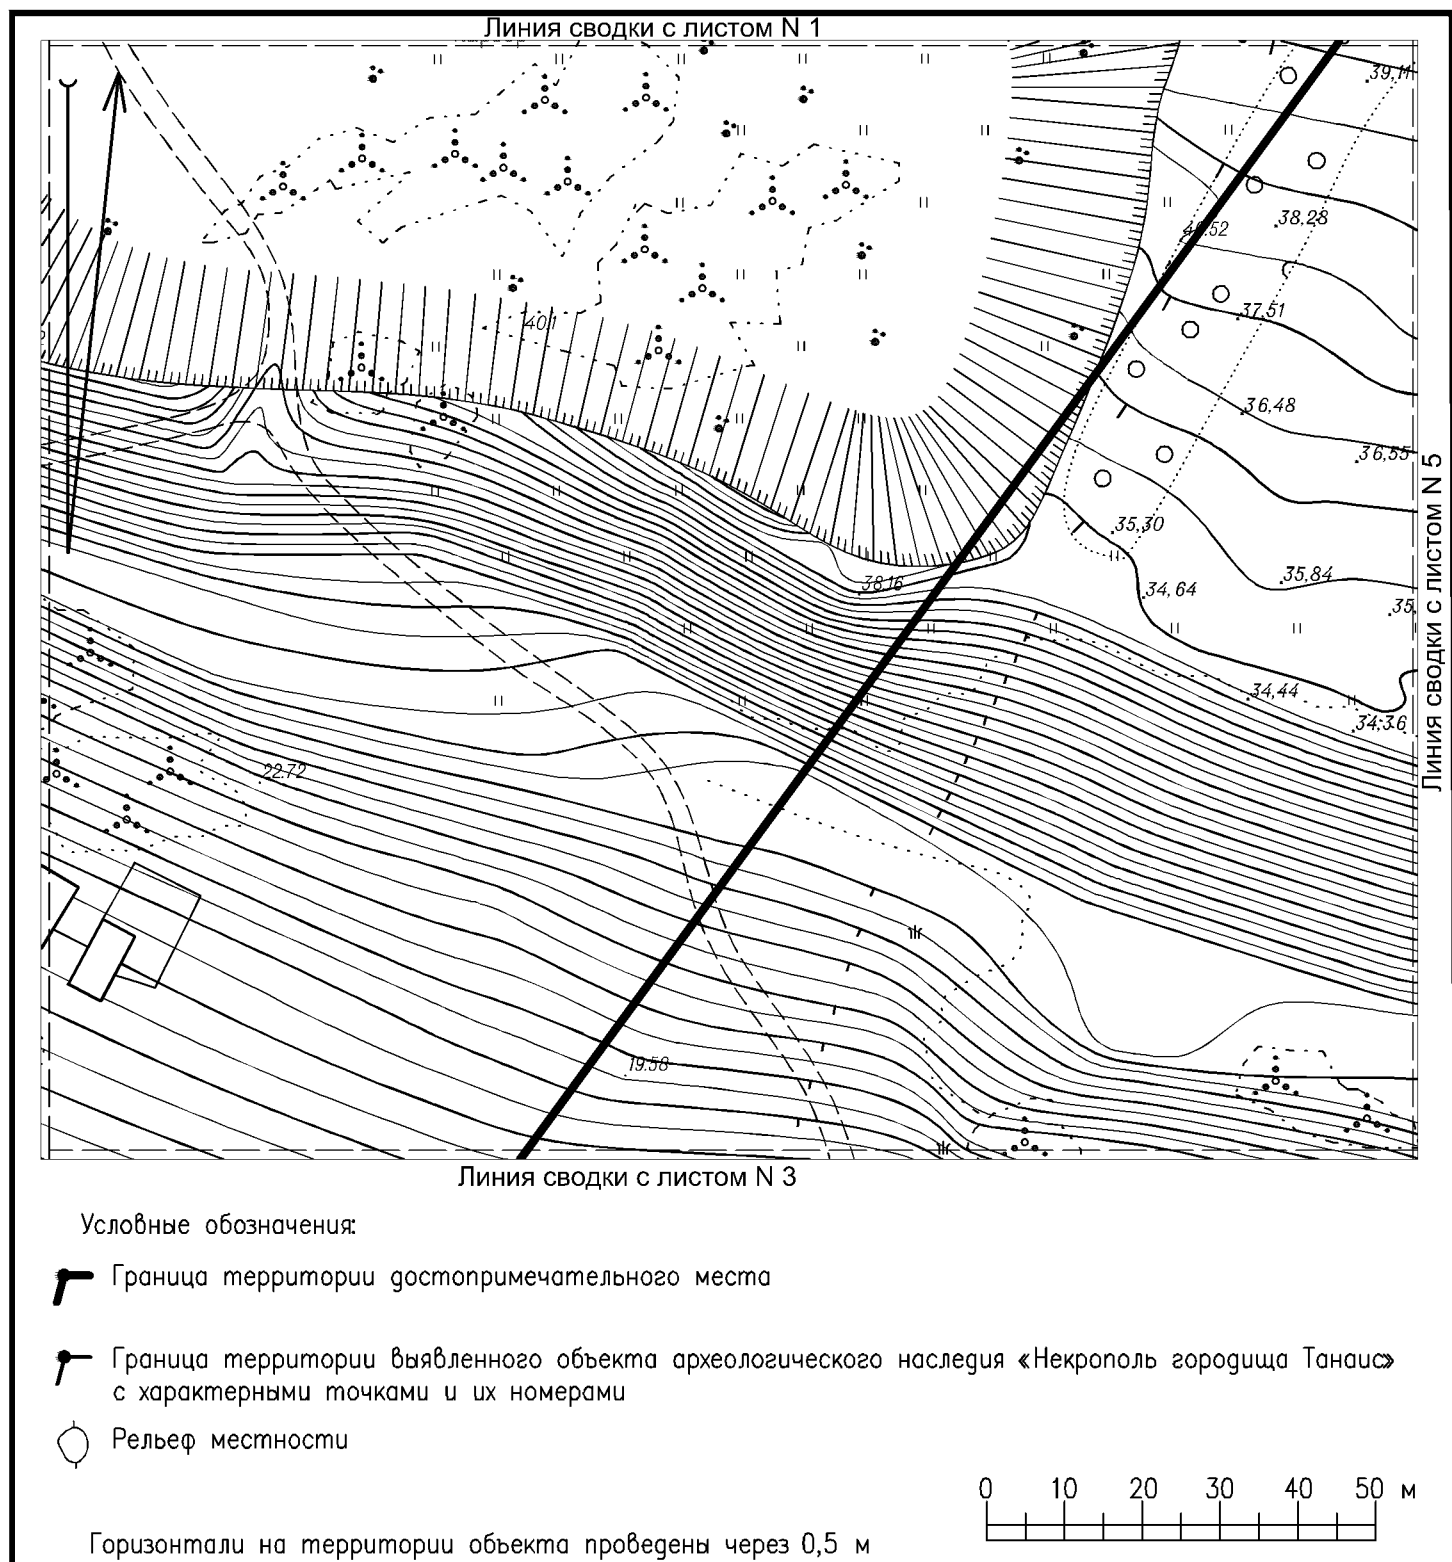 Линия сводки с листом N 1
39,11
38,28
37,51
40.1
36,48
36,55
35,30
38.16
35,84
34,64
35,
34,44
34,36
22.72
19.58
Линия сводки с листом N 5
Линия сводки с листом N 3
Условные обозначения:
Граница территории достопримечательного места
Граница территории выявленного объекта археологического наследия «Некрополь городища Танаис»
с характерными точками и их номерами
Рельеф местности
0 10 20 30 40 50 м
Горизонтали на территории объекта проведены через 0,5 м